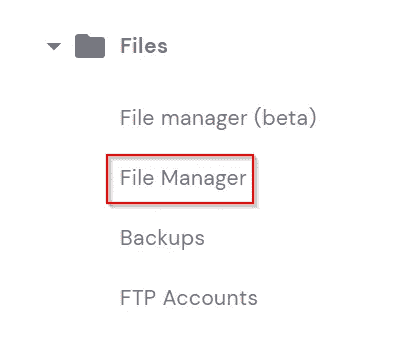 Files
File manager (beta)
File Manager
Backups
FTP Accounts